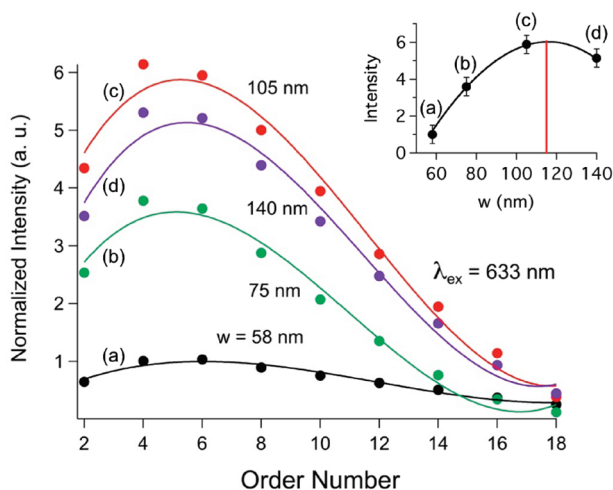 Normalized Intensity (a. u.)
6
5
4
3
2
1
2
4
6
8
10
12
14
16
18
Order Number
(c)
(d)
(b)
(a)
105 nm
140 nm
75 nm
w = 58 nm
λex = 633 nm
Intensity
6
4
2
0
60
80
100
120
140
w (nm)
(a)
(b)
(c)
(d)